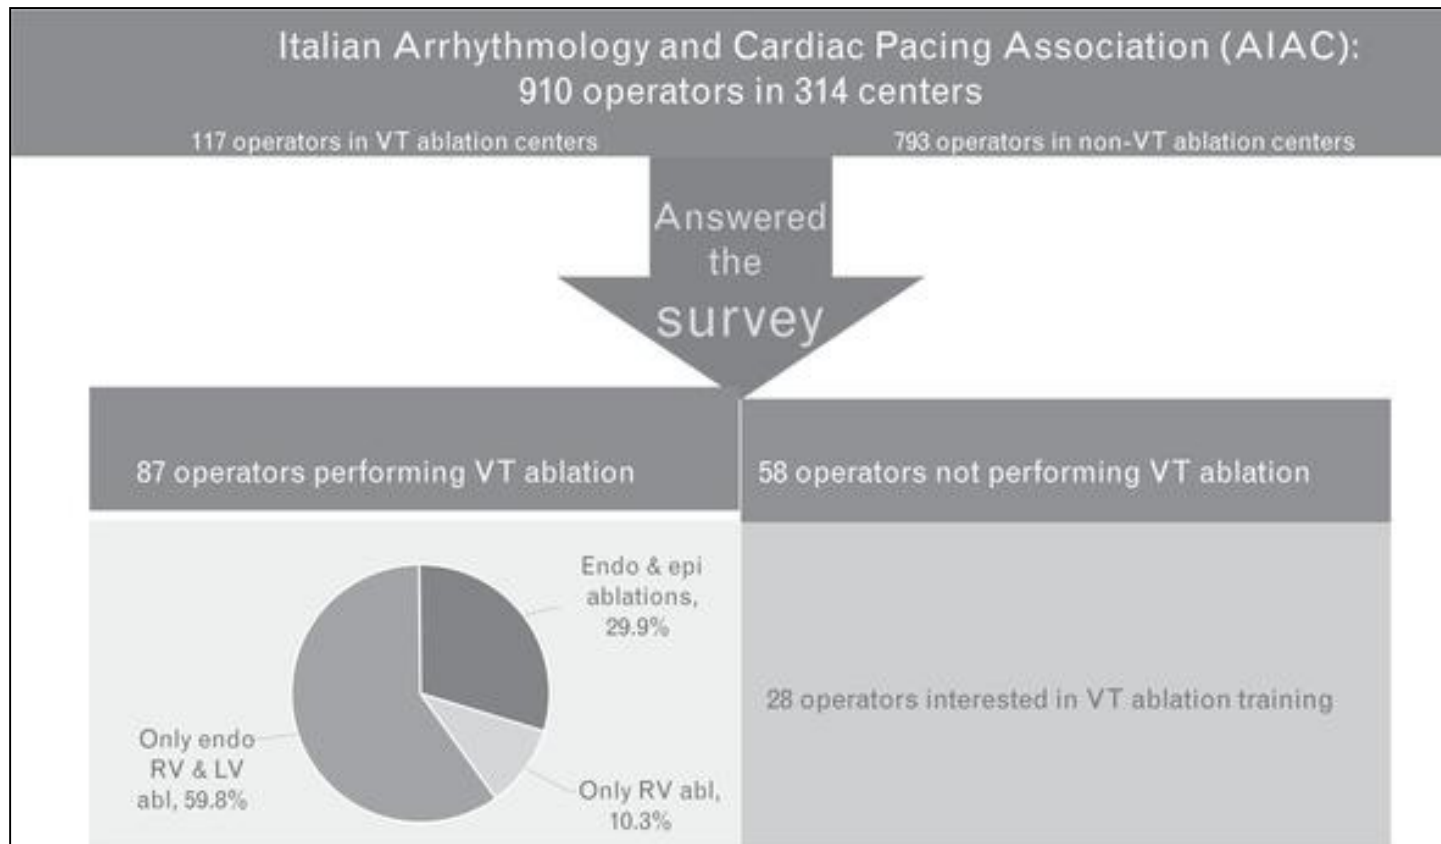 Italian Arrhythmology and Cardiac Pacing Association (AIAC):
910 operators in 314 centers
117 operators in VT ablation centers
793 operators in non-VT ablation centers
Answered
the
survey
87 operators performing VT ablation
58 operators not performing VT ablation
Endo & epi
ablations,
29.9%
Only endo
RV & LV
abl, 59.8%
Only RV abl,
10.3%
28 operators interested in VT ablation training